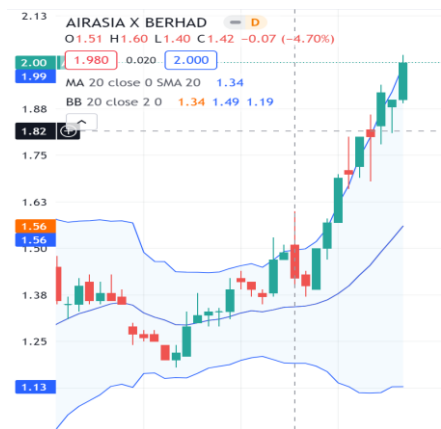 2.13
AIRASIA X BERHAD D
O1.51 H1.60 L1.40 C1.42 −0.07 (−4.70%)
2.00
1.980 0.020 2.000
1.99
MA 20 close 0 SMA 20 1.34
BB 20 close 2 0 1.34 1.49 1.19
1.88
1.82
1.75
1.63
1.56
1.56
1.50
1.38
1.25
1.13